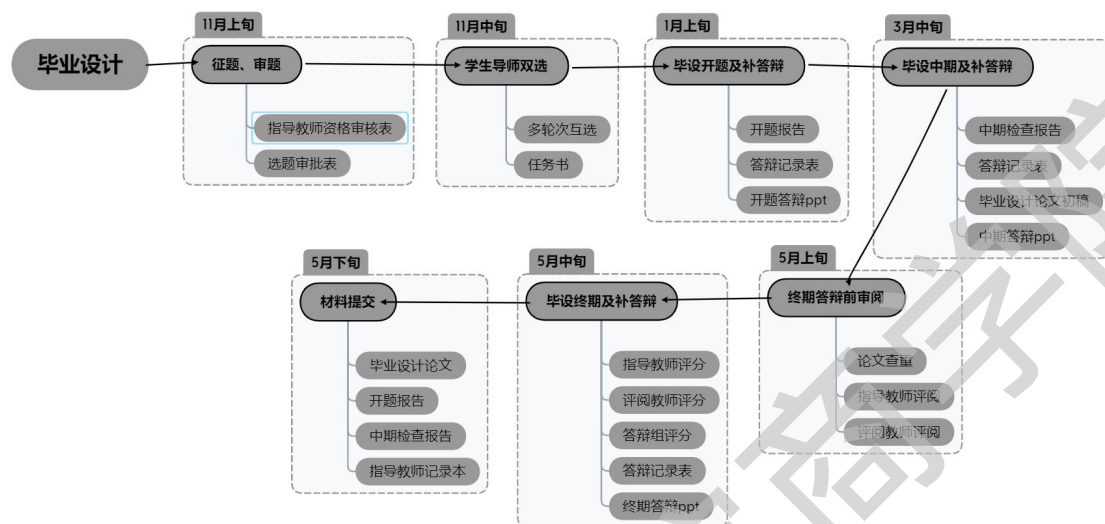 11月上旬
11月中旬
1月上旬
3月中旬
毕业设计
征题、审题
学生导师双选
毕设开题及补答辩
毕设中期及补答辩
指导教师资格审核表
选题审批表
多轮次互选
任务书
开题报告
答辩记录表
开题答辩ppt
中期检查报告
答辩记录表
毕业设计论文初稿
中期答辩ppt
5月下旬
5月中旬
5月上旬
材料提交
毕设终期及补答辩
终期答辩前审阅
毕业设计论文
开题报告
中期检查报告
指导教师记录本
指导教师评分
评阅教师评分
答辩组评分
答辩记录表
终期答辩ppt
论文查重
指导教师评阅
评阅教师评阅
商学院